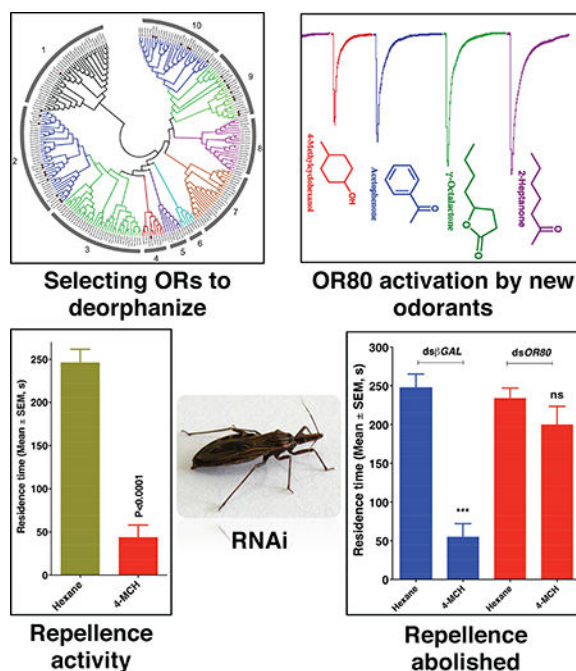 10
1
9
2
8
7
3
6
4
5
4-Methylcyclohexanol
OH
Acetophenone
O
γ-Octalactone
O
O
2-Heptanone
O
Selecting ORs to
deorphanize
OR80 activation by new
odorants
Residence time (Mean ± SEM, s)
250
200
150
100
50
0
P<0.0001
Hexane
4-MCH
Repellence
activity
RNAi
Residence time (Mean ± SEM, s)
300
250
200
150
100
50
0
dsβGAL
dsOR80
***
ns
Hexane
4-MCH
Hexane
4-MCH
Repellence
abolished